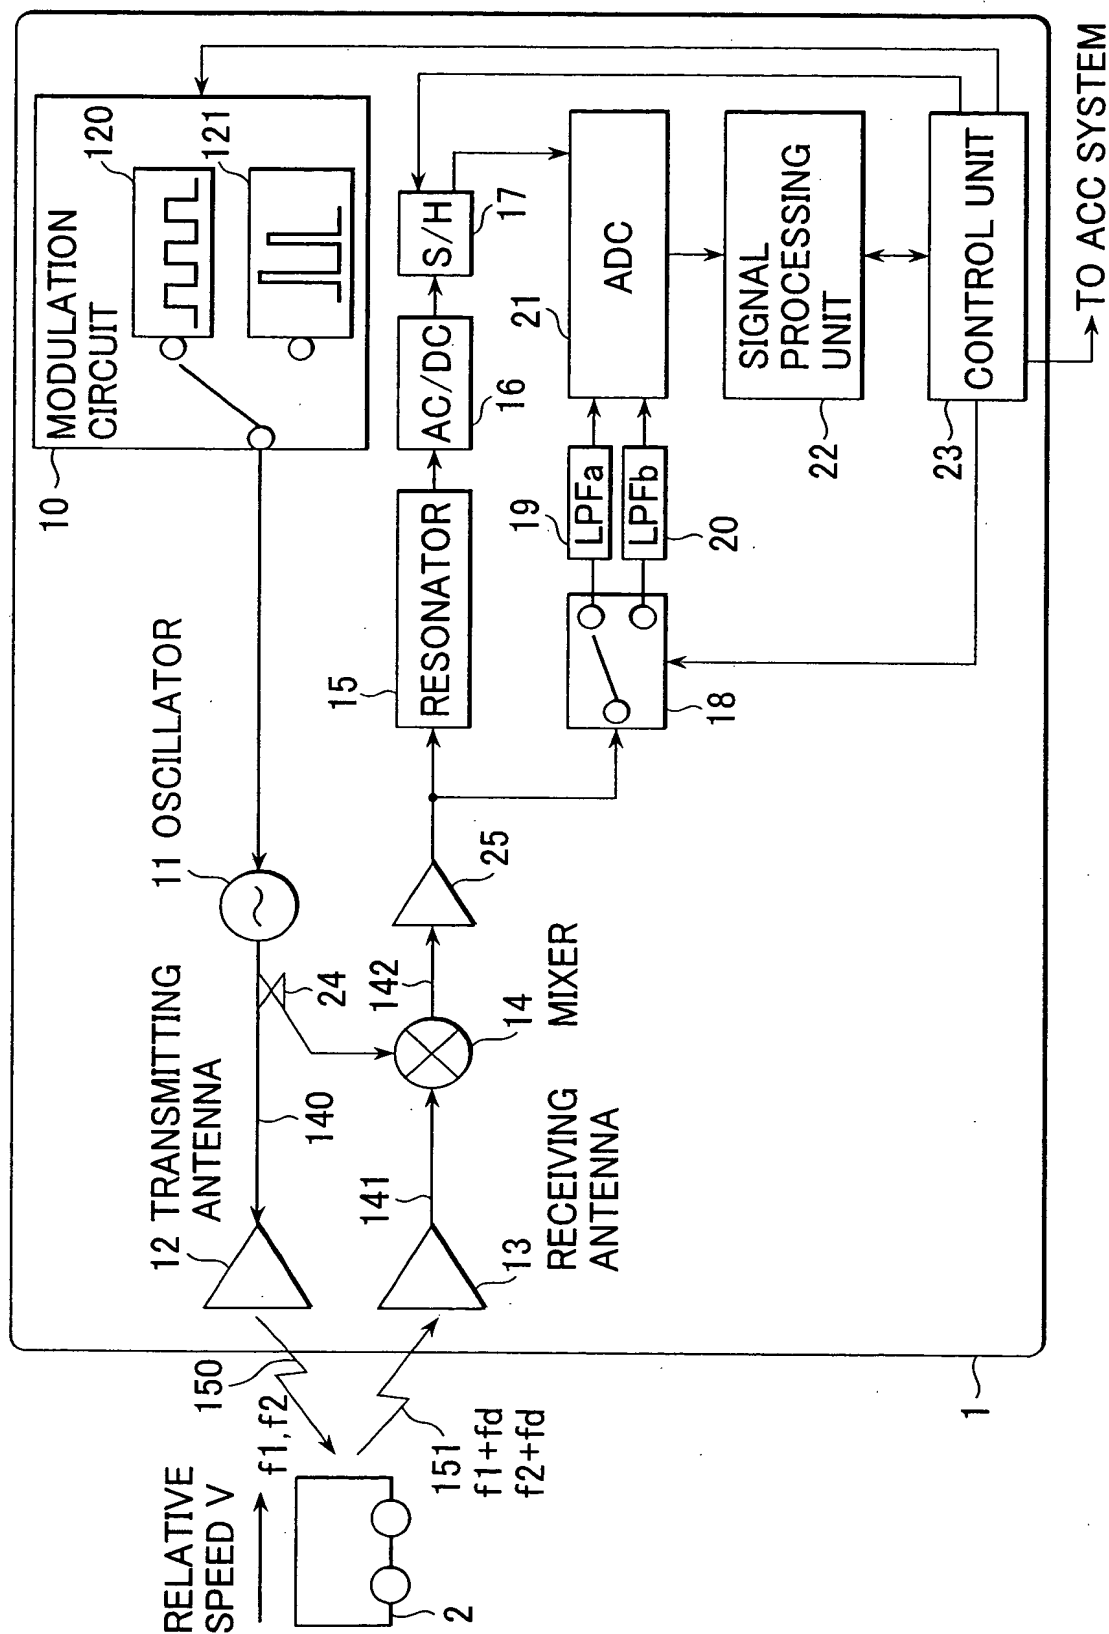 RELATIVE
SPEED V
2
f1,f2
150
151
f1+fd
f2+fd
1
12 TRANSMITTING
ANTENNA
140
24
11 OSCILLATOR
10
MODULATION
CIRCUIT
120
121
13
RECEIVING
ANTENNA
141
14
MIXER
142
25
15
RESONATOR
AC/DC
16
S/H
17
18
19
LPFa
LPFb
20
21
ADC
22
SIGNAL
PROCESSING
UNIT
23
CONTROL UNIT
TO ACC SYSTEM